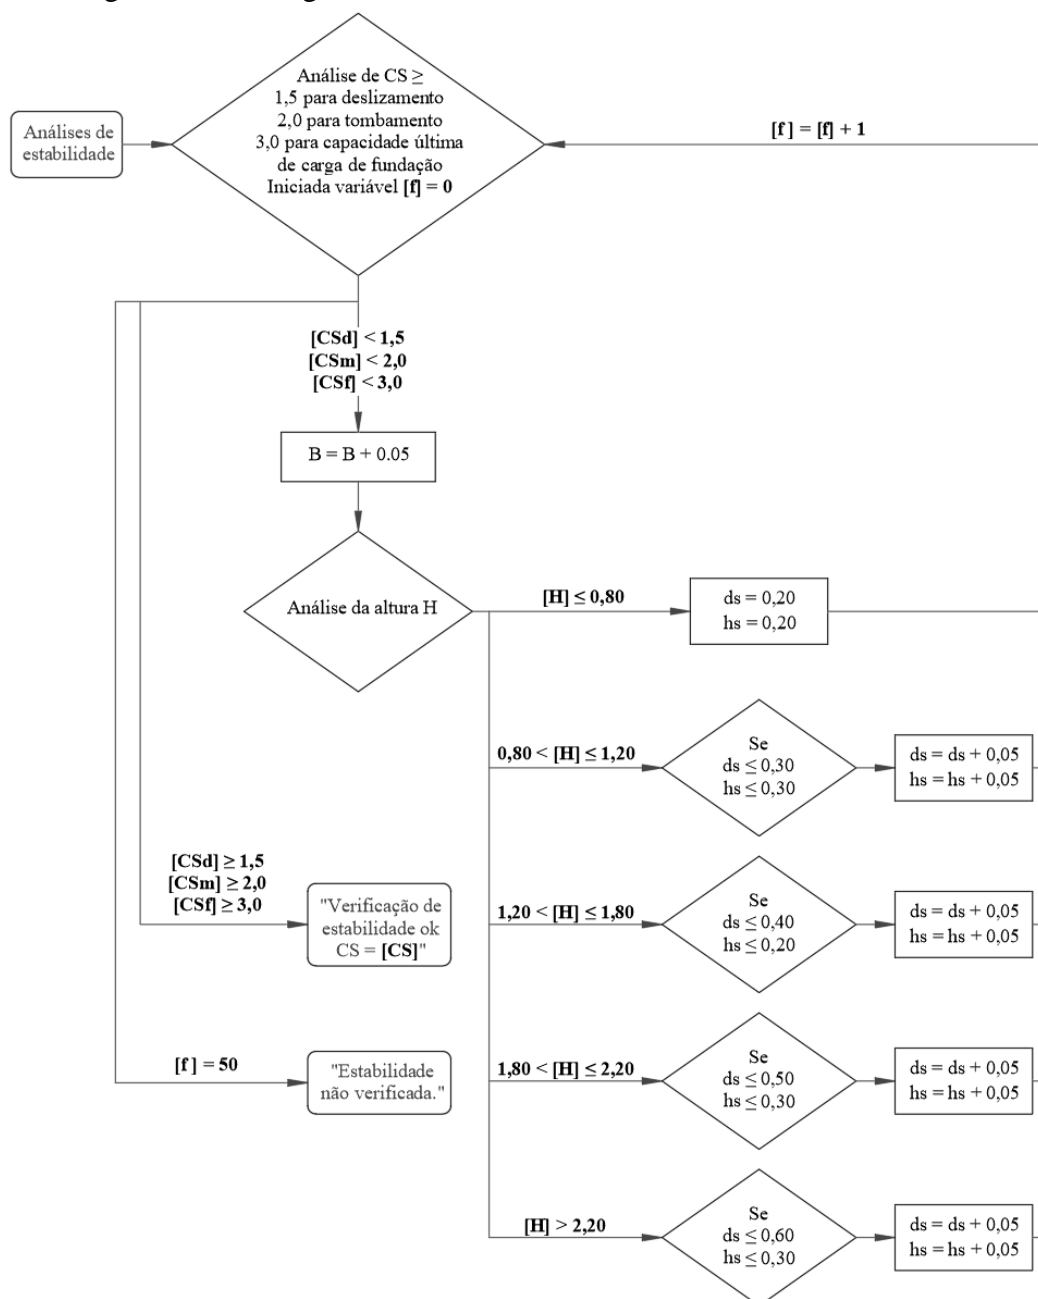 Análises de
estabilidade
Análise de CS ≥
1,5 para deslizamento
2,0 para tombamento
3,0 para capacidade última
de carga de fundação
Iniciada variável [f] = 0
[f] = [f] + 1
[CSd] < 1,5
[CSm] < 2,0
[CSf] < 3,0
B = B + 0.05
Análise da altura H
[H] ≤ 0,80
ds = 0,20
hs = 0,20
0,80 < [H] ≤ 1,20
Se
ds ≤ 0,30
hs ≤ 0,30
ds = ds + 0,05
hs = hs + 0,05
[CSd] ≥ 1,5
[CSm] ≥ 2,0
[CSf] ≥ 3,0
"Verificação de
estabilidade ok
CS = [CS]"
1,20 < [H] ≤ 1,80
Se
ds ≤ 0,40
hs ≤ 0,20
ds = ds + 0,05
hs = hs + 0,05
[f] = 50
"Estabilidade
não verificada."
1,80 < [H] ≤ 2,20
Se
ds ≤ 0,50
hs ≤ 0,30
ds = ds + 0,05
hs = hs + 0,05
[H] > 2,20
Se
ds ≤ 0,60
hs ≤ 0,30
ds = ds + 0,05
hs = hs + 0,05